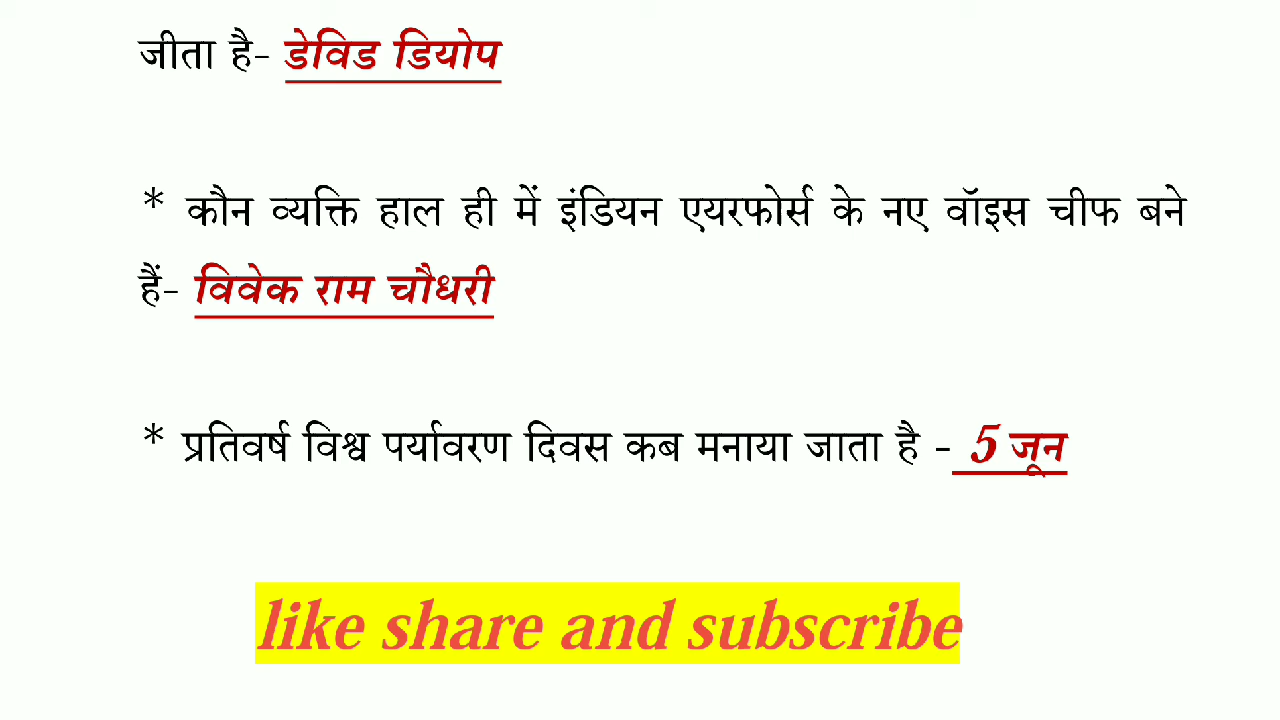 जीता है- डेविड डियोप
* कौन व्यक्ति हाल ही में इंडियन एयरफोर्स के नए वॉइस चीफ बने
हैं- विवेक राम चौधरी
* प्रतिवर्ष विश्व पर्यावरण दिवस कब मनाया जाता है - 5 जून
like share and subscribe